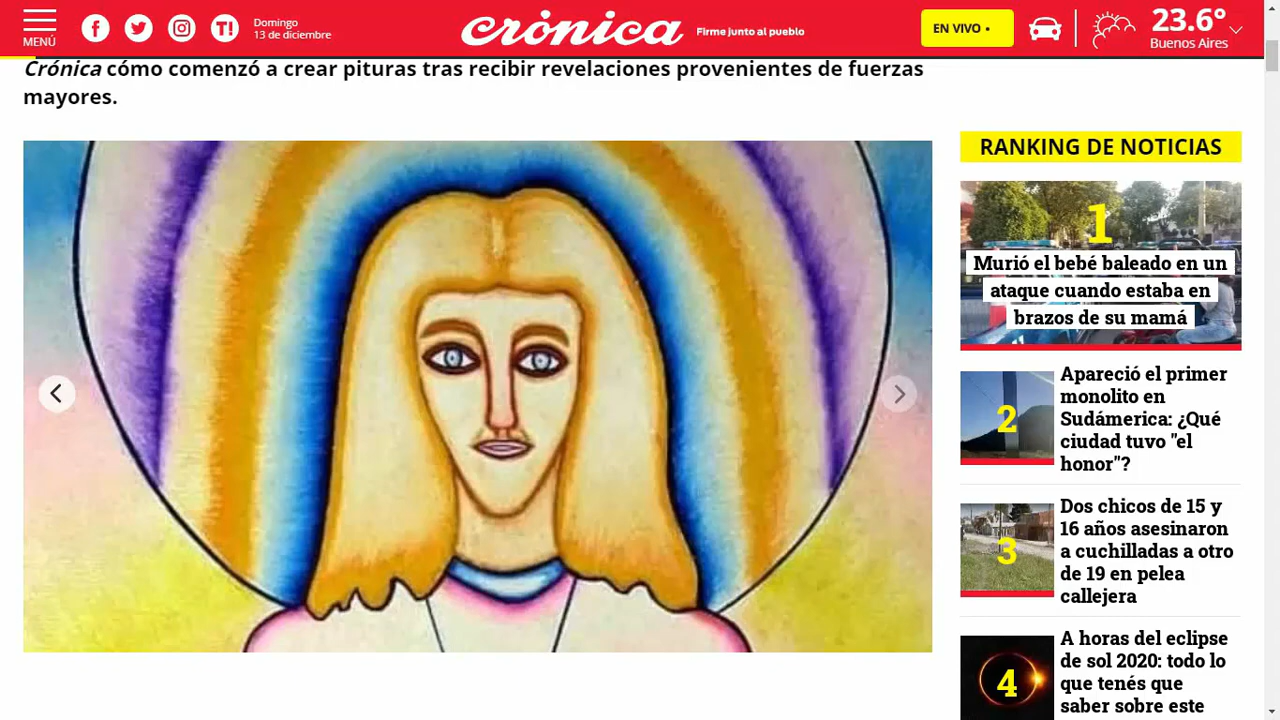 MENÚ
Domingo
13 de diciembre
crónica
Firme junto al pueblo
EN VIVO •
23.6°
Buenos Aires
Crónica cómo comenzó a crear pituras tras recibir revelaciones provenientes de fuerzas
mayores.
RANKING DE NOTICIAS
1
Murió el bebé baleado en un
ataque cuando estaba en
brazos de su mamá
2
Apareció el primer
monolito en
Sudámerica: ¿Qué
ciudad tuvo "el
honor"?
3
Dos chicos de 15 y
16 años asesinaron
a cuchilladas a otro
de 19 en pelea
callejera
4
A horas del eclipse
de sol 2020: todo lo
que tenés que
saber sobre este